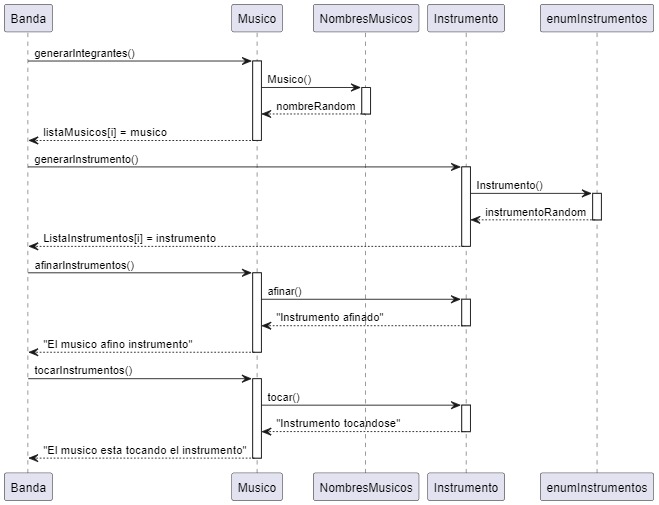 Banda Musico NombresMusicos Instrumento enumInstrumentos
generarIntegrantes()
Musico()
nombreRandom
listaMusicos[i] = musico
generarInstrumento()
Instrumento()
instrumentoRandom
ListaInstrumentos[i] = instrumento
afinarInstrumentos()
afinar()
"Instrumento afinado"
"El musico afino instrumento"
tocarInstrumentos()
tocar()
"Instrumento tocandose"
"El musico esta tocando el instrumento"
Banda Musico NombresMusicos Instrumento enumInstrumentos